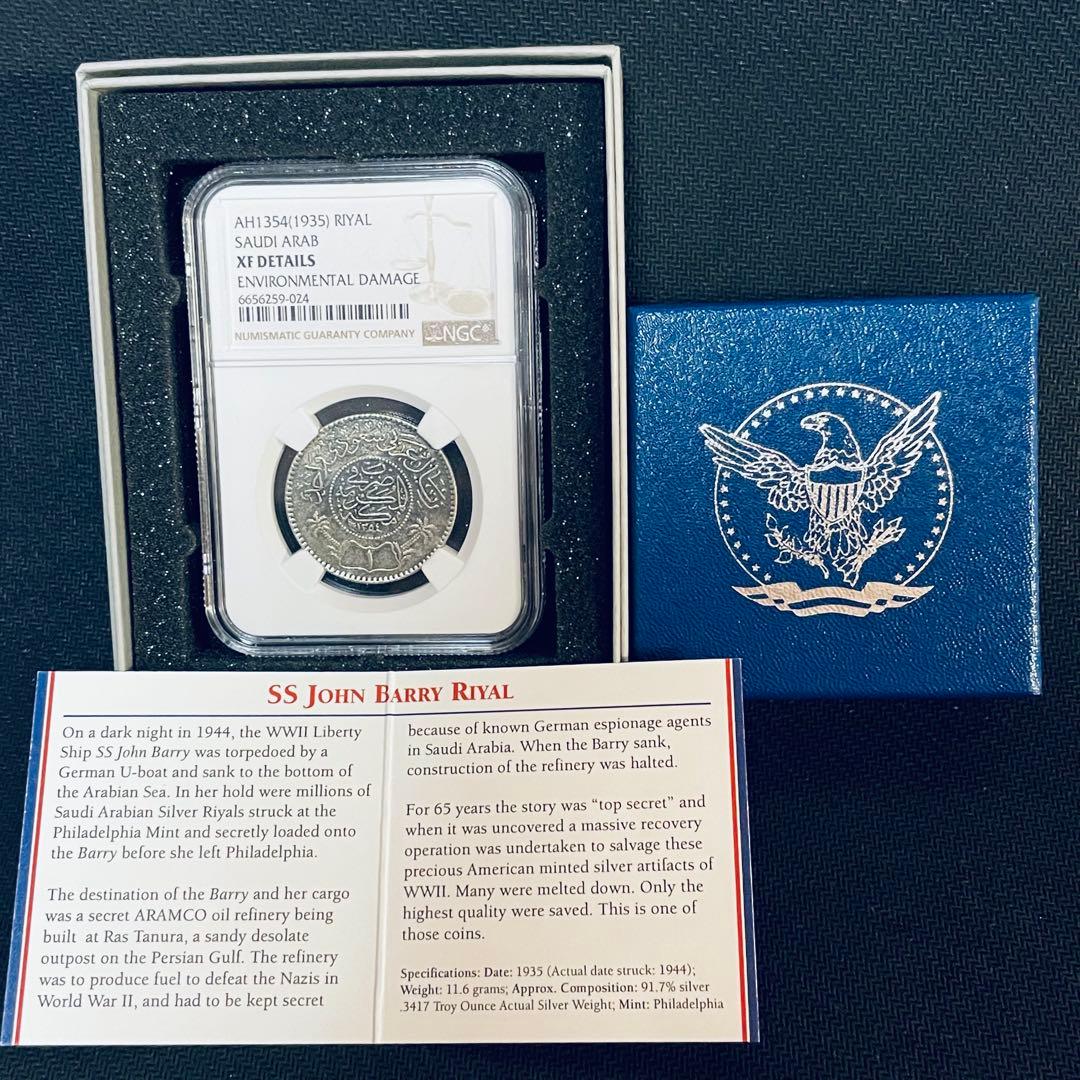 AH1354(1935) RIYAL
SAUDI ARAB
XF DETAILS
ENVIRONMENTAL DAMAGE
6656259-024
NUMISMATIC GUARANTY COMPANY
NGC
١٣٥٤
SS JOHN BARRY RIYAL
On a dark night in 1944, the WWII Liberty
Ship SS John Barry was torpedoed by a
German U-boat and sank to the bottom of
the Arabian Sea. In her hold were millions of
Saudi Arabian Silver Riyals struck at the
Philadelphia Mint and secretly loaded onto
the Barry before she left Philadelphia.
The destination of the Barry and her cargo
was a secret ARAMCO oil refinery being
built at Ras Tanura, a sandy desolate
outpost on the Persian Gulf. The refinery
was to produce fuel to defeat the Nazis in
World War II, and had to be kept secret
because of known German espionage agents
in Saudi Arabia. When the Barry sank,
construction of the refinery was halted.
For 65 years the story was “top secret” and
when it was uncovered a massive recovery
operation was undertaken to salvage these
precious American minted silver artifacts of
WWII. Many were melted down. Only the
highest quality were saved. This is one of
those coins.
Specifications: Date: 1935 (Actual date struck: 1944);
Weight: 11.6 grams; Approx. Composition: 91.7% silver
.3417 Troy Ounce Actual Silver Weight; Mint: Philadelphia